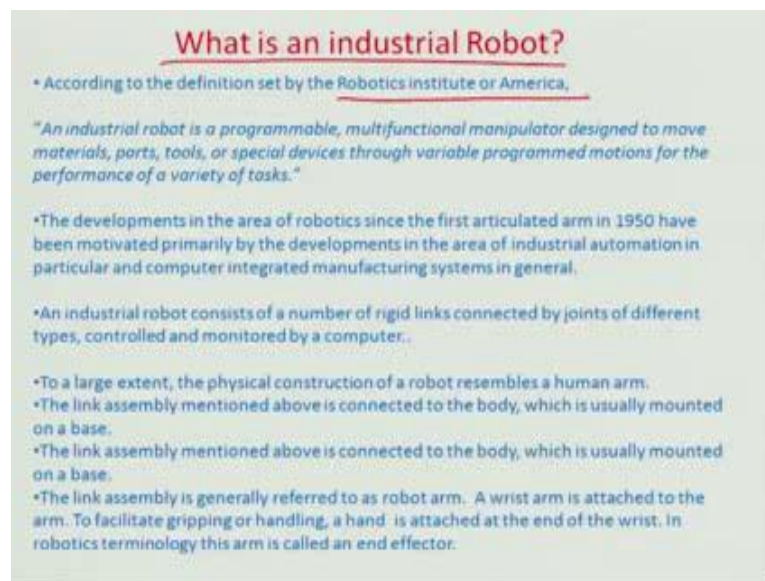 What is an industrial Robot?
• According to the definition set by the Robotics institute or America,
"An industrial robot is a programmable, multifunctional manipulator designed to move
materials, parts, tools, or special devices through variable programmed motions for the
performance of a variety of tasks."
•The developments in the area of robotics since the first articulated arm in 1950 have
been motivated primarily by the developments in the area of industrial automation in
particular and computer integrated manufacturing systems in general.
•An industrial robot consists of a number of rigid links connected by joints of different
types, controlled and monitored by a computer..
•To a large extent, the physical construction of a robot resembles a human arm.
•The link assembly mentioned above is connected to the body, which is usually mounted
on a base.
•The link assembly mentioned above is connected to the body, which is usually mounted
on a base.
•The link assembly is generally referred to as robot arm. A wrist arm is attached to the
arm. To facilitate gripping or handling, a hand is attached at the end of the wrist. In
robotics terminology this arm is called an end effector.